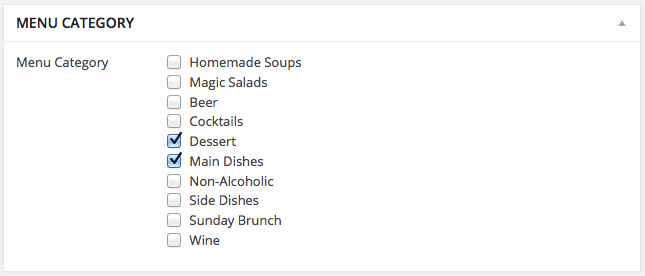 MENU CATEGORY
Menu Category
Homemade Soups
Magic Salads
Beer
Cocktails
Dessert
Main Dishes
Non-Alcoholic
Side Dishes
Sunday Brunch
Wine